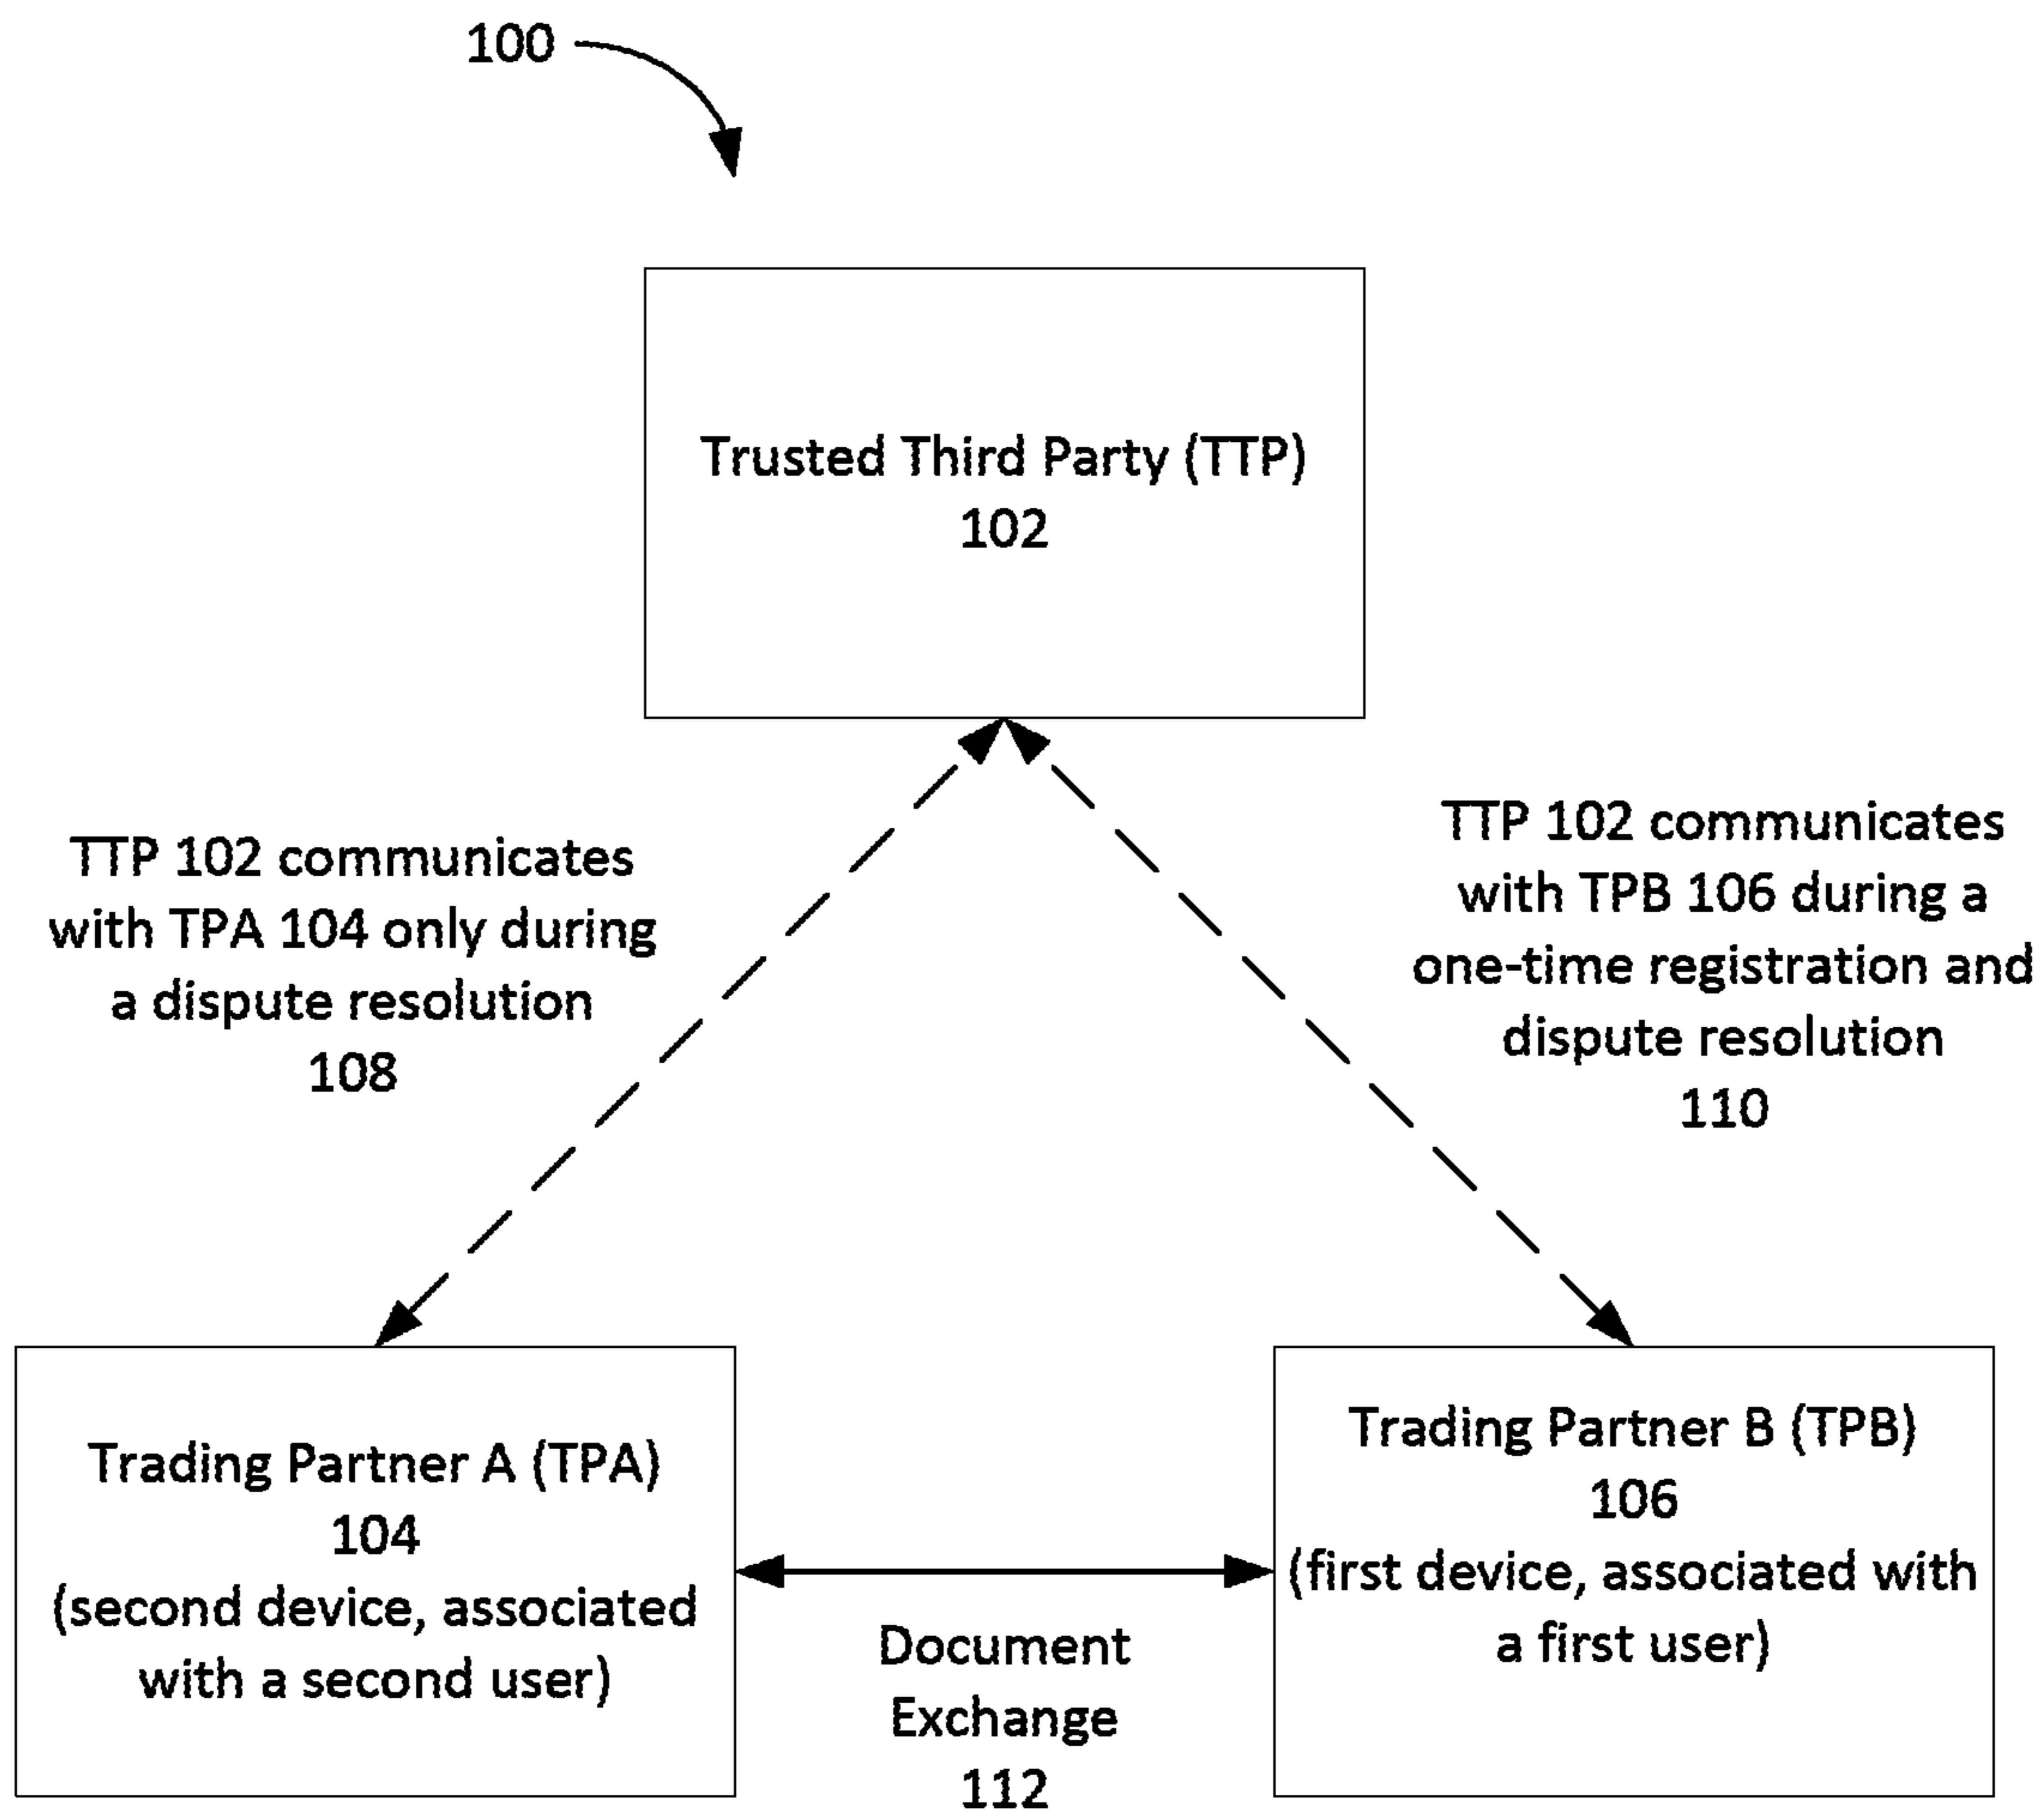 100
Trusted Third Party (TTP)
102
TTP 102 communicates
with TPA 104 only during
a dispute resolution
108
TTP 102 communicates
with TPB 106 during a
one-time registration and
dispute resolution
110
Trading Partner A (TPA)
104
(second device, associated
with a second user)
Document
Exchange
112
Trading Partner B (TPB)
106
(first device, associated with
a first user)